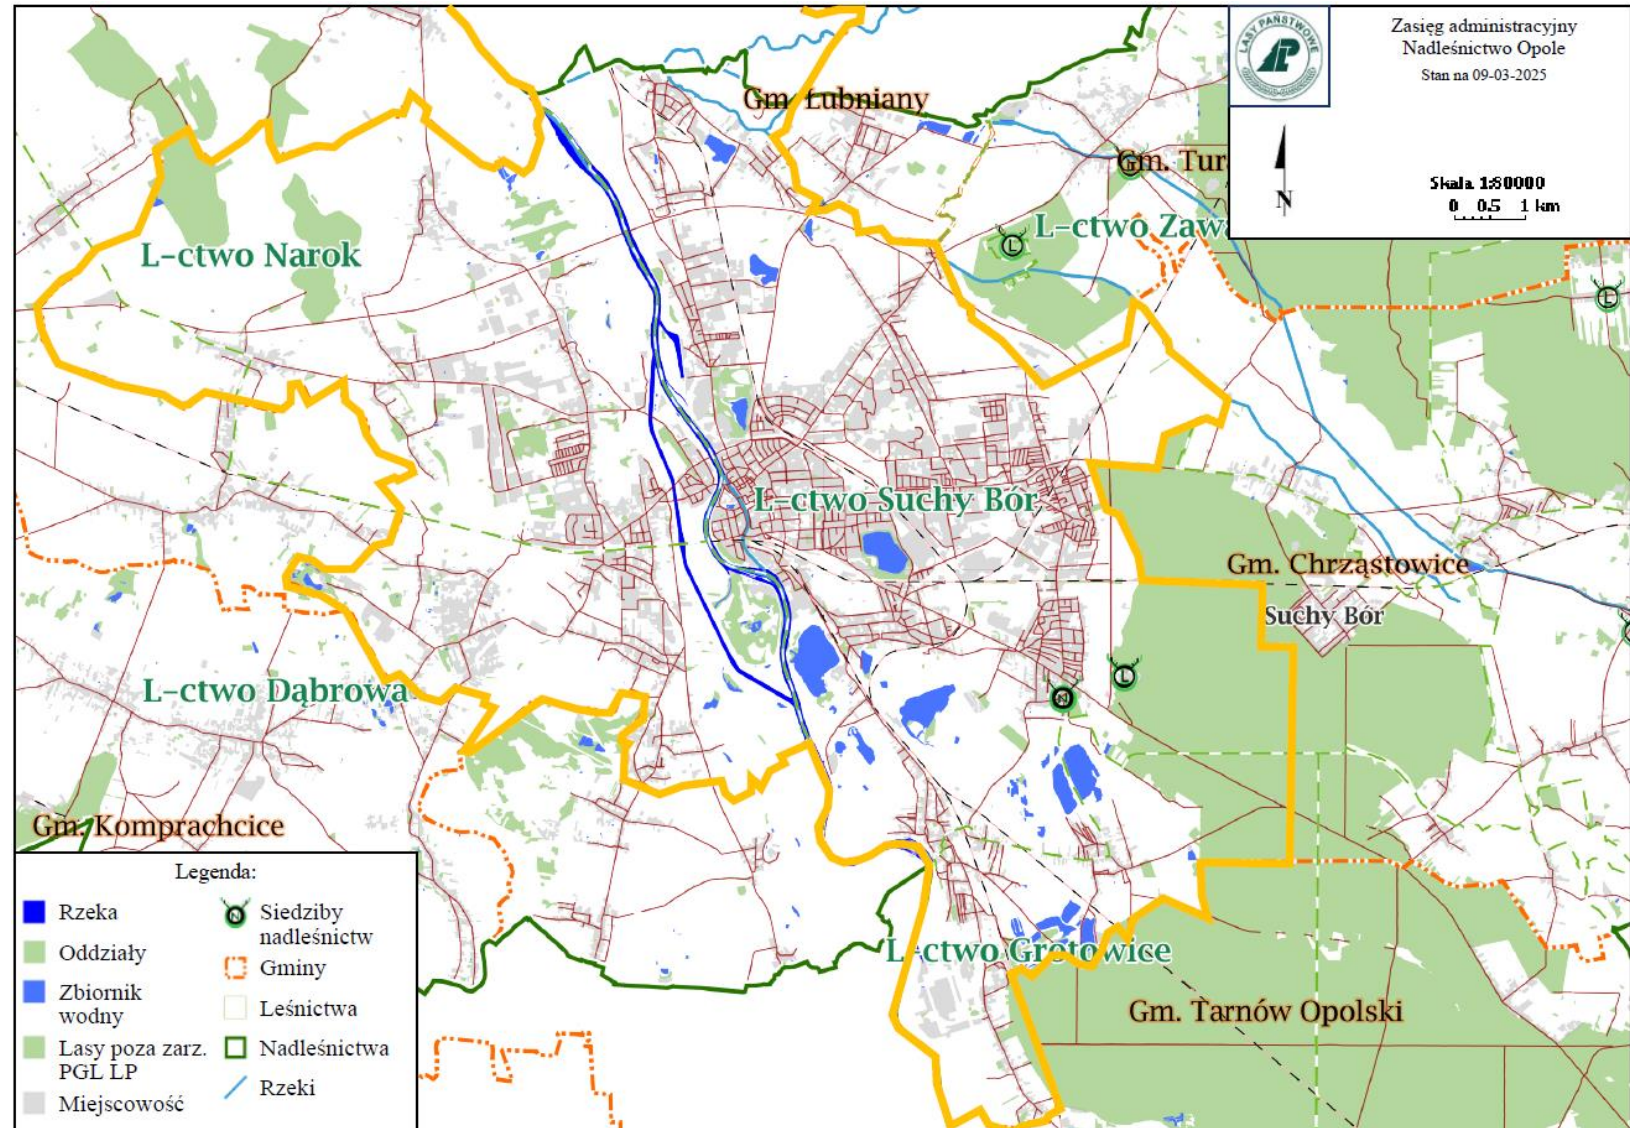 LASY PAŃSTWOWE
Zasięg administracyjny
Nadleśnictwo Opole
Stan na 09-03-2025
N
Skala 1:80000
0 0.5 1 km
Gm. Łubniany
Gm. Tur
L-ctwo Narok
L-ctwo Zaw
L
L
L-ctwo Suchy Bór
Gm. Chrząstowice
Suchy Bór
L-ctwo Dąbrowa
L
N
Gm. Komprachcice
L-ctwo Grotowice
Gm. Tarnów Opolski
Legenda:
Rzeka
Oddziały
Zbiornik
wodny
Lasy poza zarz.
PGL LP
Miejscowość
N
Siedziby
nadleśnictw
Gminy
Leśnictwa
Nadleśnictwa
Rzeki